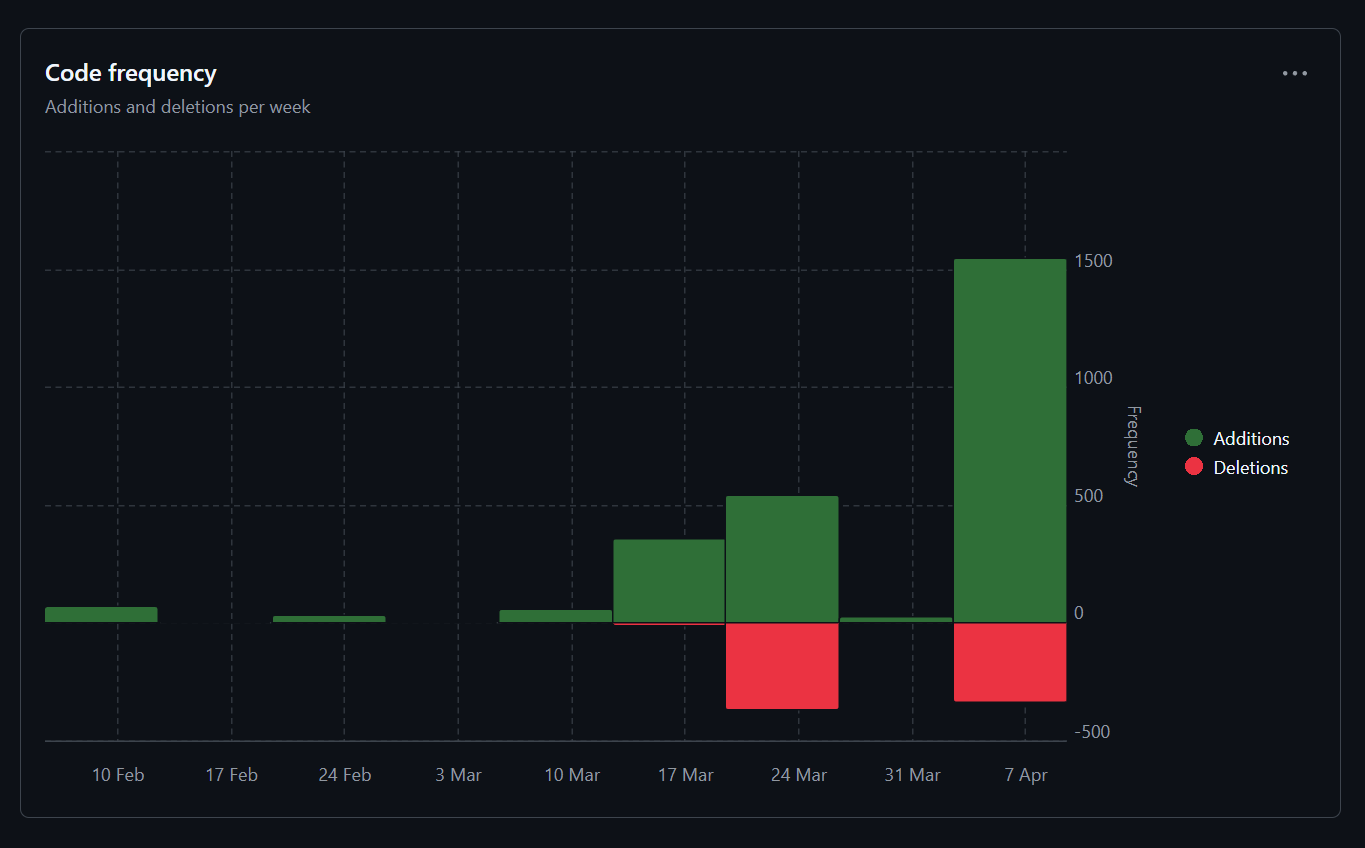 Code frequency
Additions and deletions per week
1500
1000
500
0
-500
Frequency
Additions
Deletions
10 Feb
17 Feb
24 Feb
3 Mar
10 Mar
17 Mar
24 Mar
31 Mar
7 Apr